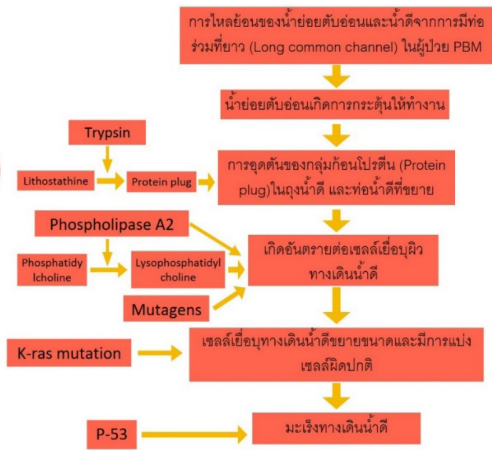 การไหลย้อนของน้ำย่อยตับอ่อนและน้ำดีจากการมีท่อ
ร่วมที่ยาว (Long common channel) ในผู้ป่วย PBM
น้ำย่อยตับอ่อนเกิดการกระตุ้นให้ทำงาน
Trypsin
Lithostathine
Protein plug
การอุดตันของกลุ่มก้อนโปรตีน (Protein
plug)ในถุงน้ำดี และท่อน้ำดีที่ขยาย
Phospholipase A2
Phosphatidy
lcholine
Lysophosphatidyl
choline
Mutagens
เกิดอันตรายต่อเซลล์เยื่อบุผิว
ทางเดินน้ำดี
K-ras mutation
เซลล์เยื่อบุทางเดินน้ำดีขยายขนาดและมีการแบ่ง
เซลล์ผิดปกติ
P-53
มะเร็งทางเดินน้ำดี